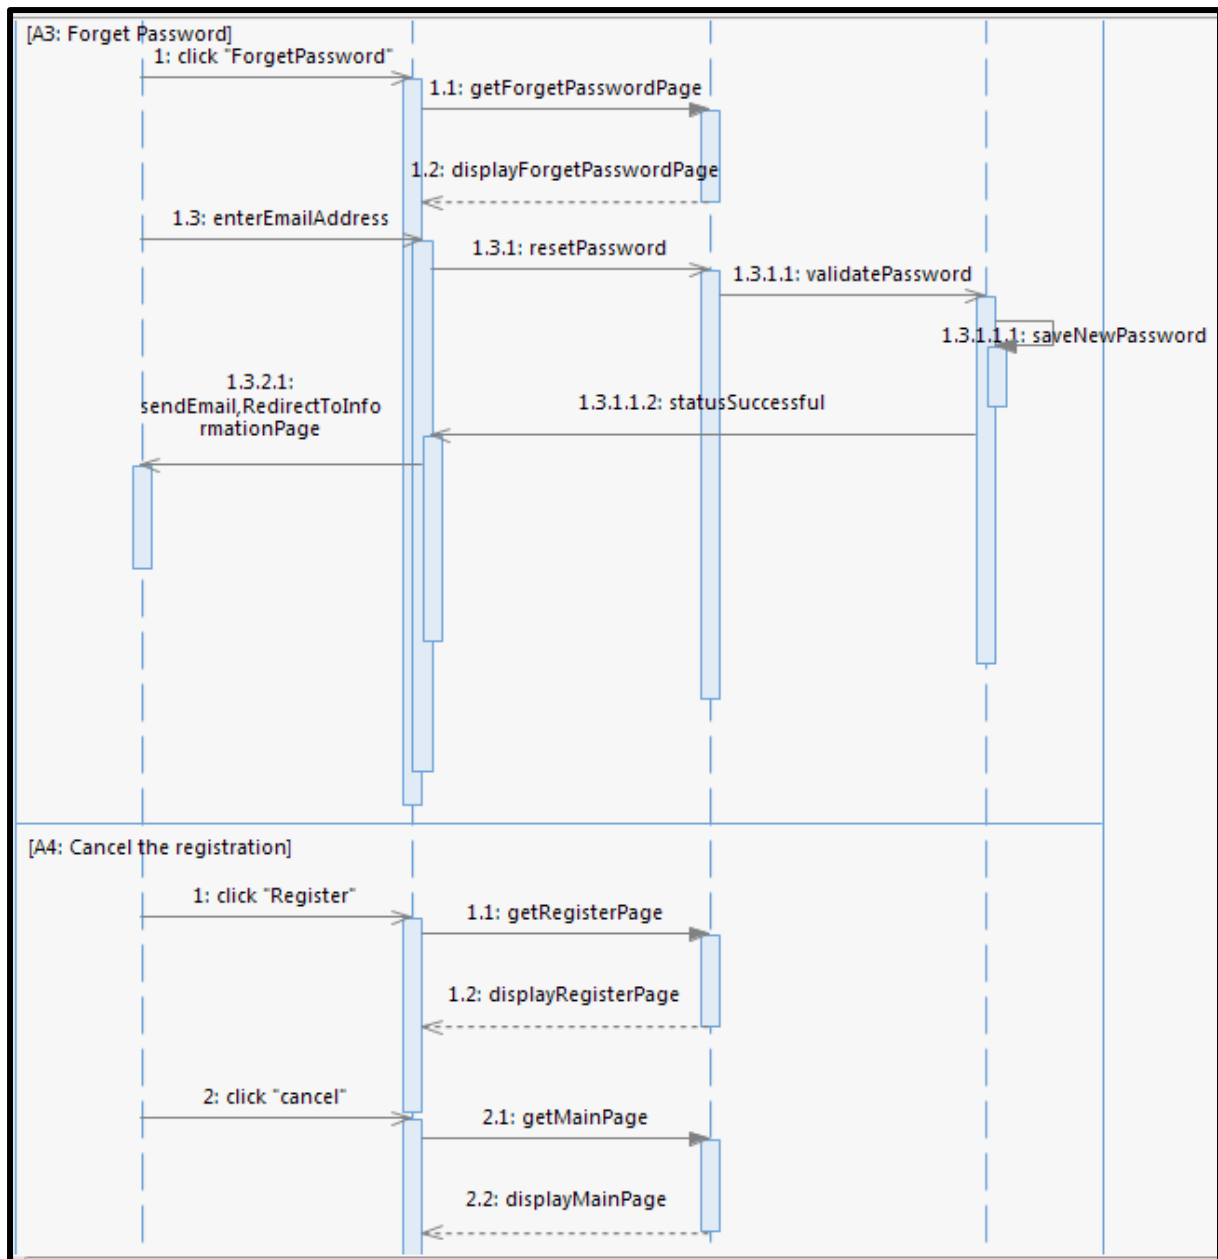 [A3: Forget Password]
1: click "ForgetPassword"
1.1: getForgetPasswordPage
1.2: displayForgetPasswordPage
1.3: enterEmailAddress
1.3.1: resetPassword
1.3.1.1: validatePassword
1.3.1.1.1: saveNewPassword
1.3.2.1:
sendEmail,RedirectToInfo
rmationPage
1.3.1.1.2: statusSuccessful
[A4: Cancel the registration]
1: click "Register"
1.1: getRegisterPage
1.2: displayRegisterPage
2: click "cancel"
2.1: getMainPage
2.2: displayMainPage